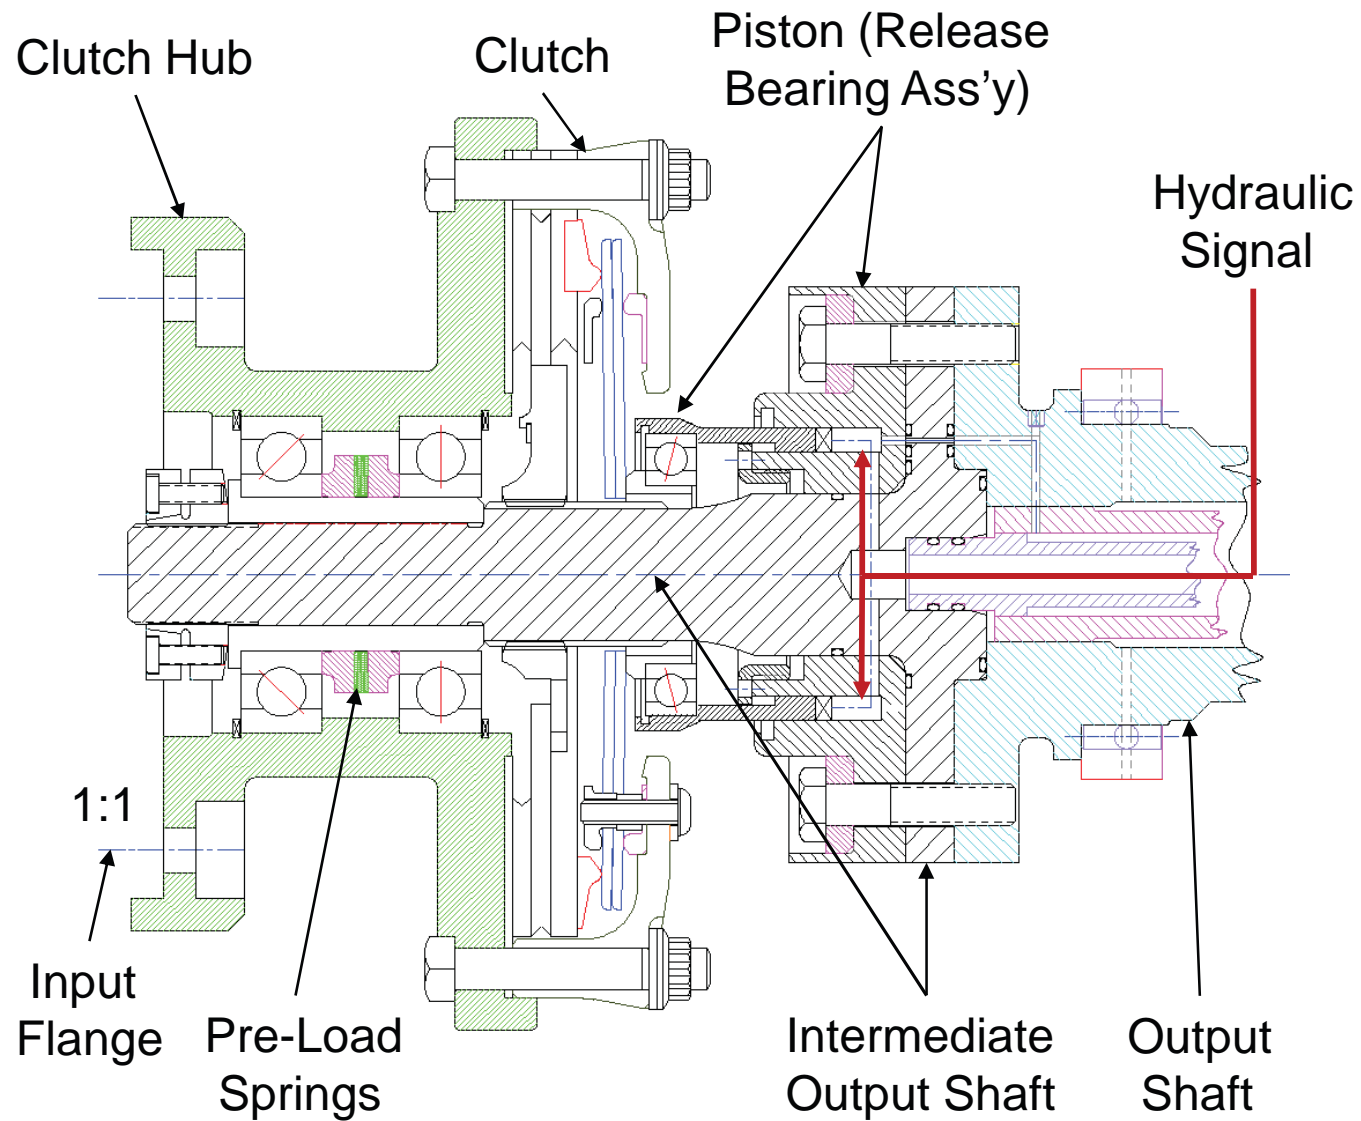 Clutch Hub
Clutch
Piston (Release
Bearing Ass’y)
Hydraulic
Signal
1:1
Input
Flange
Pre-Load
Springs
Intermediate
Output Shaft
Output
Shaft